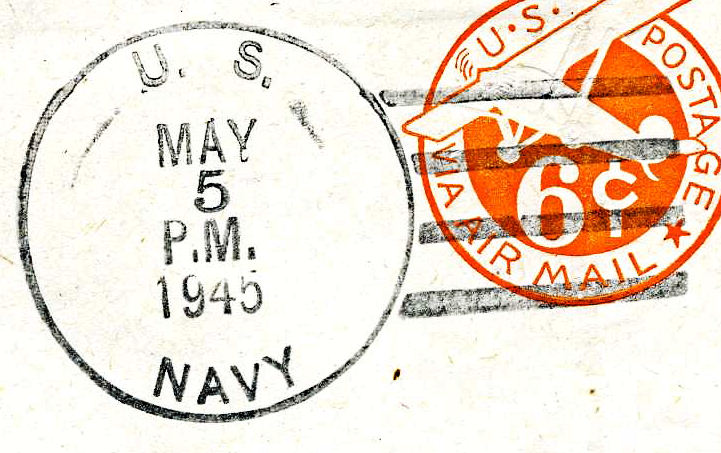 U. S.
MAY
5
P.M.
1945
NAVY
U.S. POSTAGE
6¢
VIA AIR MAIL